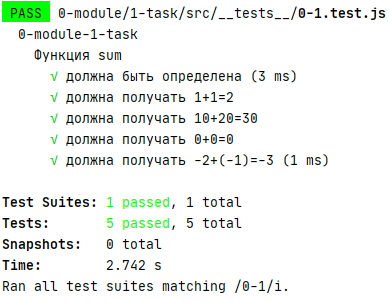 PASS 0-module/1-task/src/__tests__/0-1.test.js
0-module-1-task
Функция sum
√ должна быть определена (3 ms)
√ должна получать 1+1=2
√ должна получать 10+20=30
√ должна получать 0+0=0
√ должна получать -2+(-1)=-3 (1 ms)
Test Suites: 1 passed, 1 total
Tests: 5 passed, 5 total
Snapshots: 0 total
Time: 2.742 s
Ran all test suites matching /0-1/i.